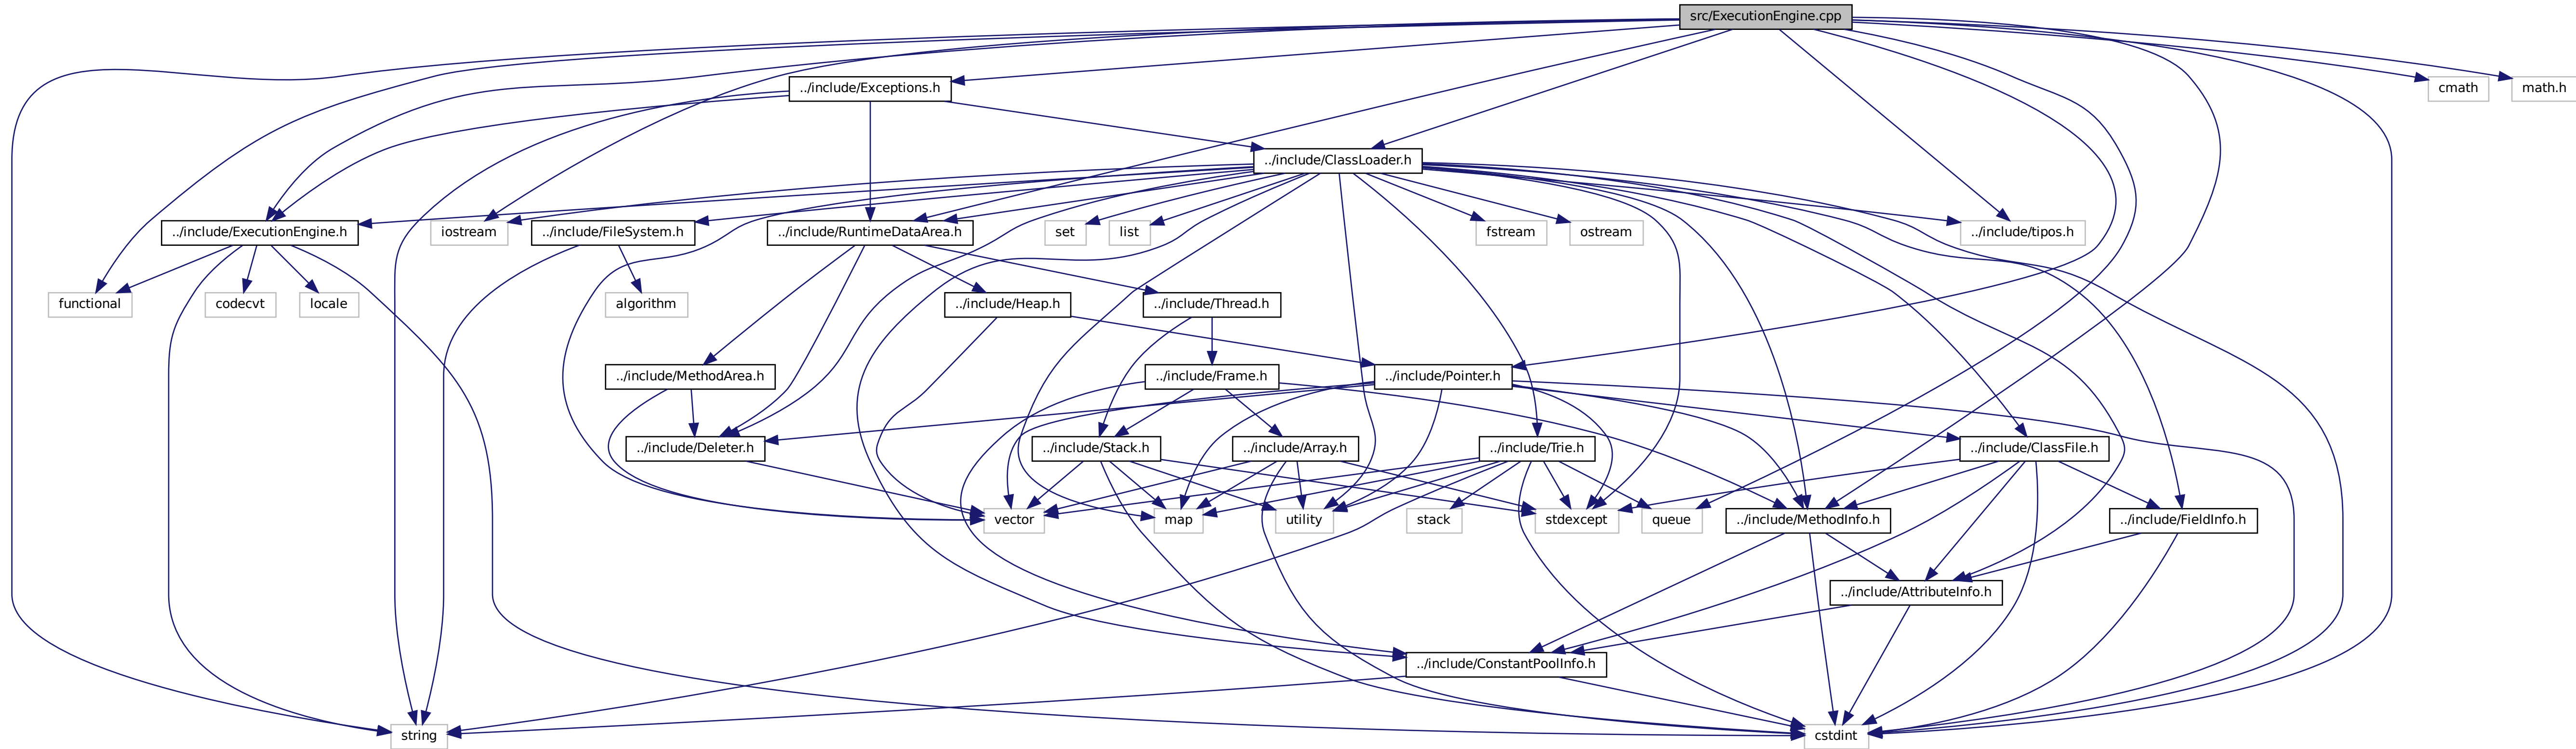 src/ExecutionEngine.cpp
../include/Exceptions.h
cmath
math.h
../include/ClassLoader.h
../include/ExecutionEngine.h
iostream
../include/FileSystem.h
../include/RuntimeDataArea.h
set
list
fstream
ostream
../include/tipos.h
functional
codecvt
locale
algorithm
../include/Heap.h
../include/Thread.h
../include/MethodArea.h
../include/Frame.h
../include/Pointer.h
../include/Deleter.h
../include/Stack.h
../include/Array.h
../include/Trie.h
../include/ClassFile.h
vector
map
utility
stack
stdexcept
queue
../include/MethodInfo.h
../include/FieldInfo.h
../include/AttributeInfo.h
../include/ConstantPoolInfo.h
string
cstdint